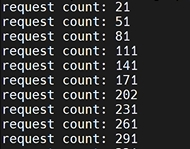 request count: 21
request count: 51
request count: 81
request count: 111
request count: 141
request count: 171
request count: 202
request count: 231
request count: 261
request count: 291